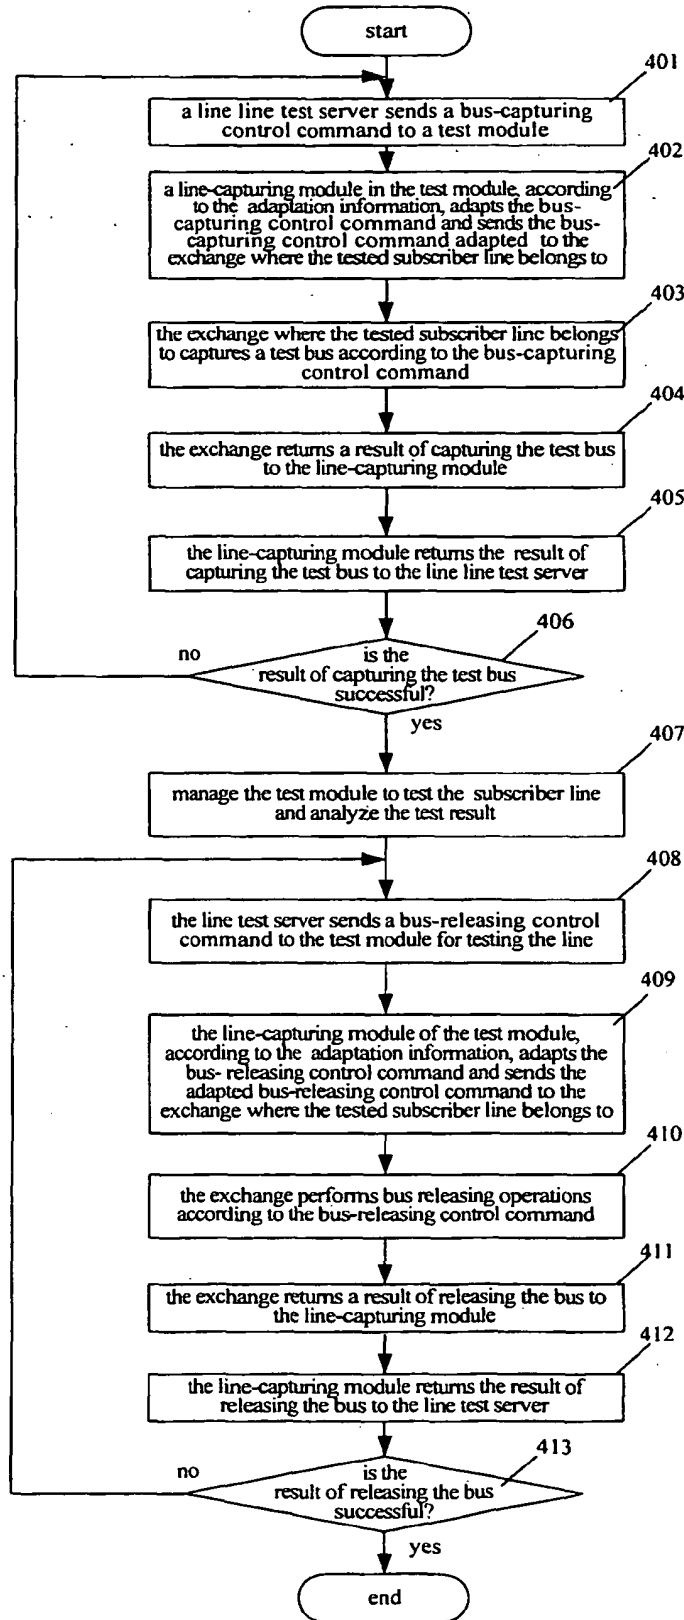 start
401
a line line test server sends a bus-capturing
control command to a test module
402
a line-capturing module in the test module, according
to the adaptation information, adapts the bus-
capturing control command and sends the bus-
capturing control command adapted to the
exchange where the tested subscriber line belongs to
403
the exchange where the tested subscriber line belongs
to captures a test bus according to the bus-capturing
control command
404
the exchange returns a result of capturing the test bus
to the line-capturing module
405
the line-capturing module returns the result of
capturing the test bus to the line line test server
406
no
is the
result of capturing the test bus
successful?
yes
407
manage the test module to test the subscriber line
and analyze the test result
408
the line test server sends a bus-releasing control
command to the test module for testing the line
409
the line-capturing module of the test module,
according to the adaptation information, adapts the
bus- releasing control command and sends the
adapted bus-releasing control command to the
exchange where the tested subscriber line belongs to
410
the exchange performs bus releasing operations
according to the bus-releasing control command
411
the exchange returns a result of releasing the bus to
the line-capturing module
412
the line-capturing module returns the result of
releasing the bus to the line test server
413
no
is the
result of releasing the bus
successful?
yes
end